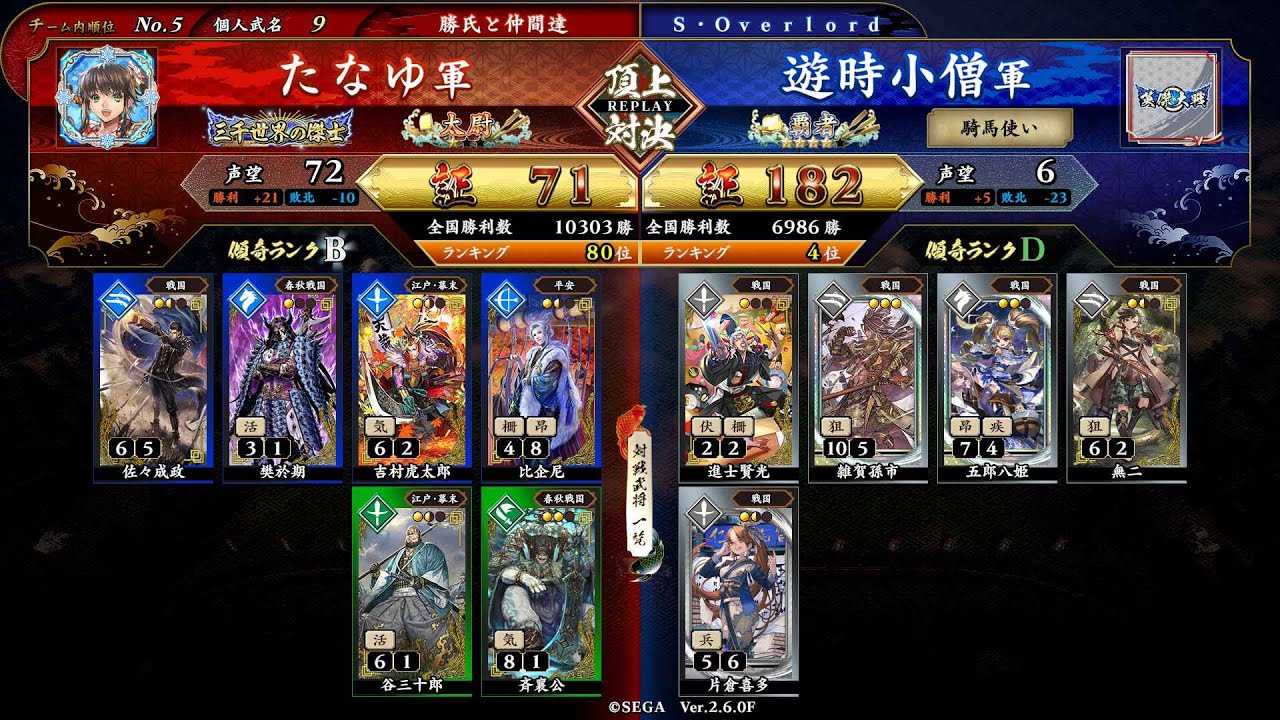 チーム内順位 No.5 個人武名 9
勝氏と仲間達
S・Overlord
たなゆ軍
頂上
REPLAY
対決
遊時小僧軍
三千世界の傑士
太尉
覇者
騎馬使い
英傑大戦
声望 72
勝利 +21 敗北 -10
証 71
証 182
声望 6
勝利 +5 敗北 -23
全国勝利数 10303勝
全国勝利数 6986勝
傾奇ランク B
ランキング 80位
ランキング 4位
傾奇ランク D
戦国
6 5
佐々成政
春秋戦国
活
3 1
樊於期
江戸・幕末
気
6 2
吉村虎太郎
平安
柵 昂
4 8
比企尼
戦国
伏 柵
2 2
進士賢光
戦国
狙
10 5
雑賀孫市
戦国
昂 疾
7 4
五郎八姫
戦国
狙
6 2
無二
対戦武将一覧
江戸・幕末
活
6 1
谷三十郎
春秋戦国
気
8 1
斉襄公
戦国
兵
5 6
片倉喜多
©SEGA Ver.2.6.0F